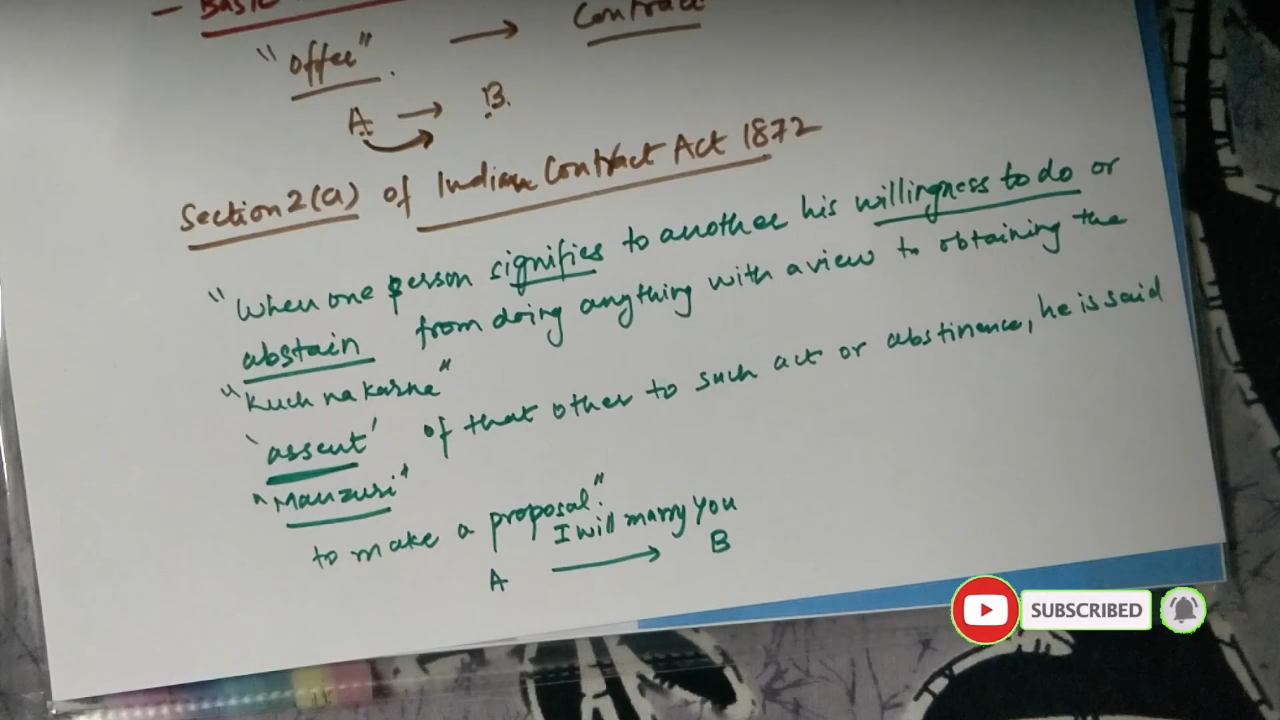 - Basic
"offer" → Contract
A → B.
Section 2(a) of Indian Contract Act 1872
"When one person signifies to another his willingness to do or
abstain from doing anything with a view to obtaining the
"Kuch na karne"
'assent' of that other to such act or abstinence, he is said
"Manzuri"
to make a proposal."
I will marry you
A → B
SUBSCRIBED